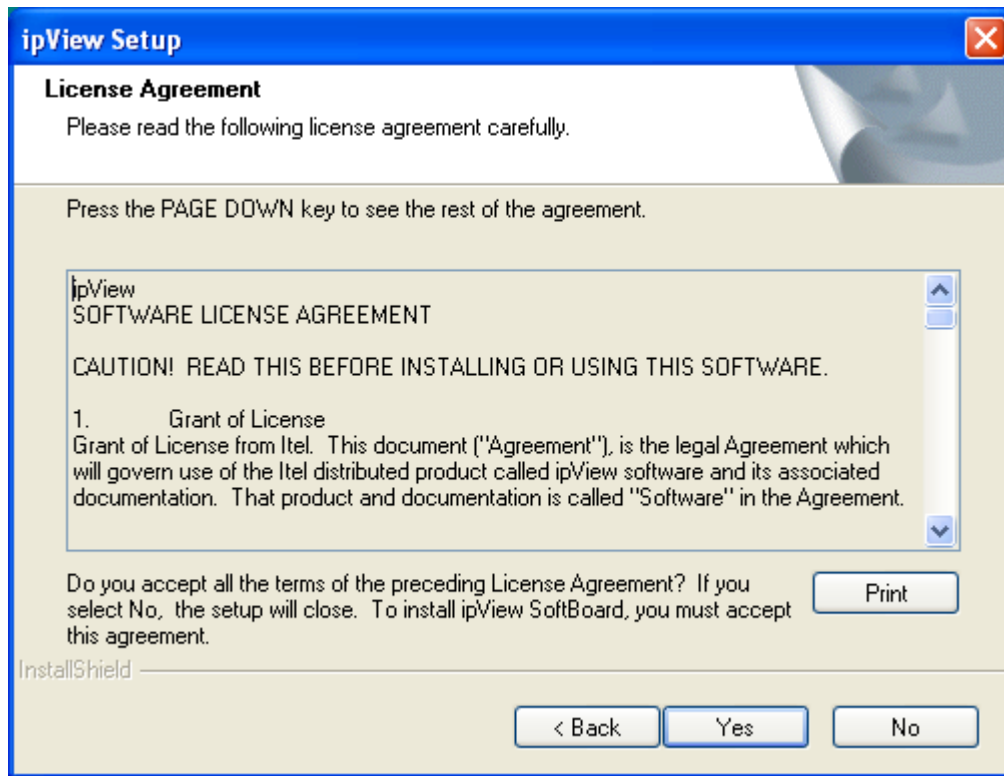 ipView Setup
License Agreement
Please read the following license agreement carefully.
Press the PAGE DOWN key to see the rest of the agreement.
ipView
SOFTWARE LICENSE AGREEMENT
CAUTION!  READ THIS BEFORE INSTALLING OR USING THIS SOFTWARE.
1.	Grant of License
Grant of License from Itel.  This document ("Agreement"), is the legal Agreement which
will govern use of the Itel distributed product called ipView software and its associated
documentation.  That product and documentation is called "Software" in the Agreement.
Do you accept all the terms of the preceding License Agreement?  If you
select No,  the setup will close.  To install ipView SoftBoard, you must accept
this agreement.
Print
InstallShield
< Back
Yes
No